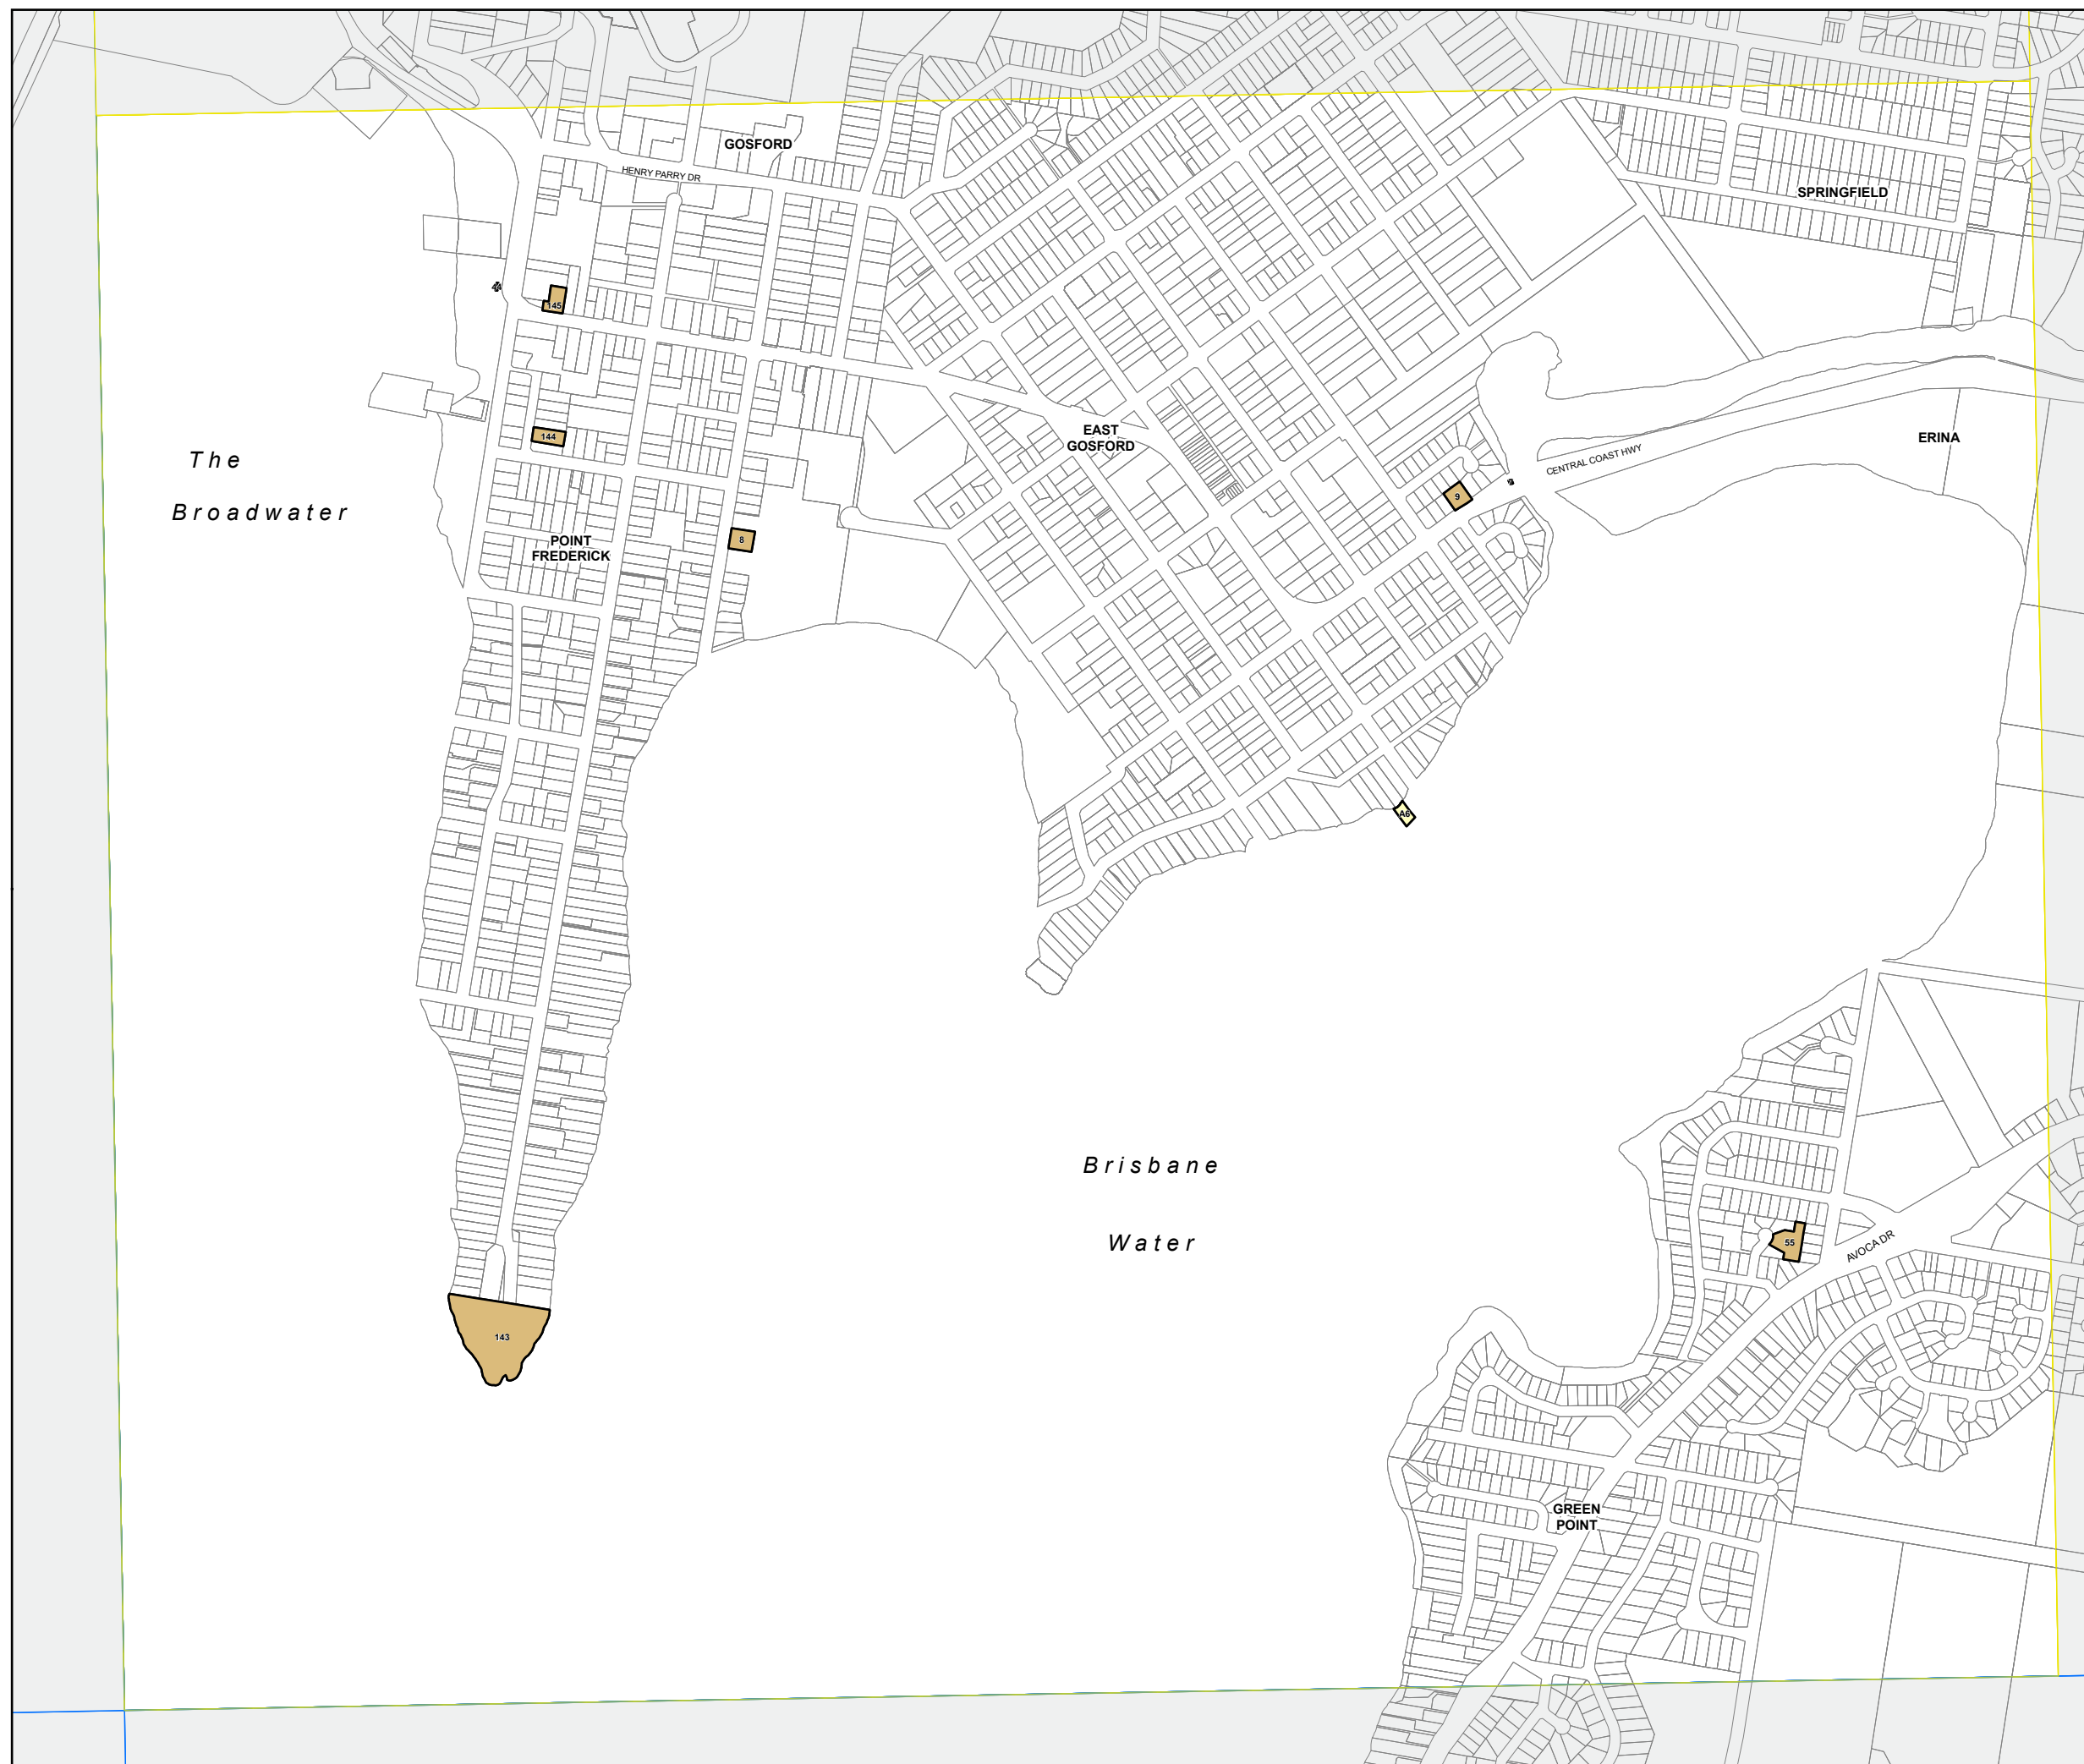 GOSFORD
HENRY PARRY DR
SPRINGFIELD
145
EAST
GOSFORD
ERINA
144
The
CENTRAL COAST HWY
9
Broadwater
8
POINT
FREDERICK
A6
Brisbane
Water
55
AVOCA DR
143
GREEN
POINT